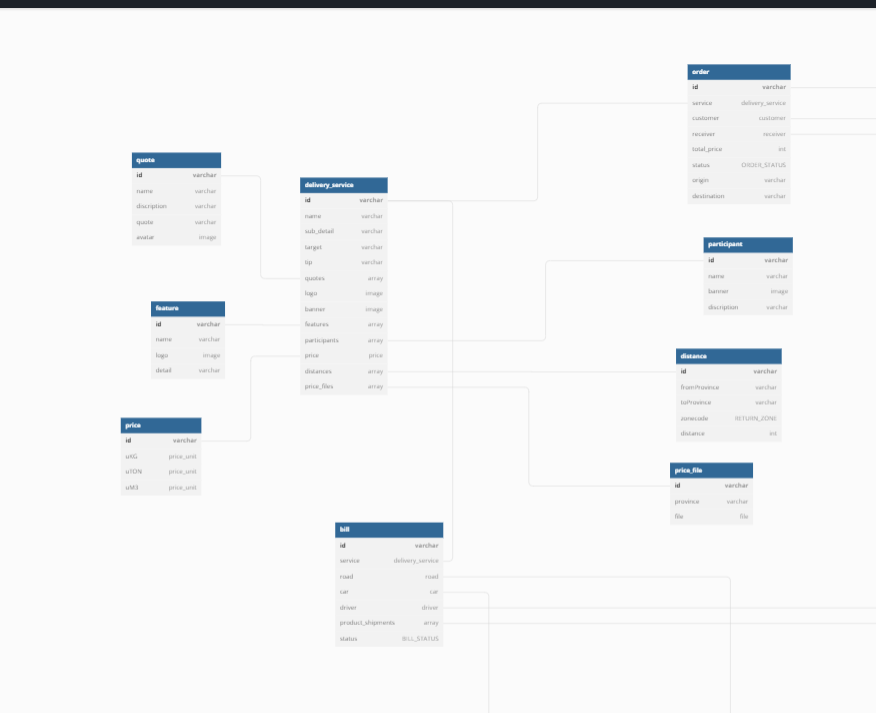 order
id varchar
service delivery_service
customer customer
receiver receiver
total_price int
status ORDER_STATUS
origin varchar
destination varchar
quote
id varchar
name varchar
discription varchar
quote varchar
avatar image
delivery_service
id varchar
name varchar
sub_detail varchar
target varchar
tip varchar
quotes array
logo image
banner image
features array
participants array
price price
distances array
price_files array
participant
id varchar
name varchar
banner image
discription varchar
feature
id varchar
name varchar
logo image
detail varchar
distance
id varchar
fromProvince varchar
toProvince varchar
zonecode RETURN_ZONE
distance int
price
id varchar
uKG price_unit
uTON price_unit
uM3 price_unit
price_file
id varchar
province varchar
file file
bill
id varchar
service delivery_service
road road
car car
driver driver
product_shipments array
status BILL_STATUS